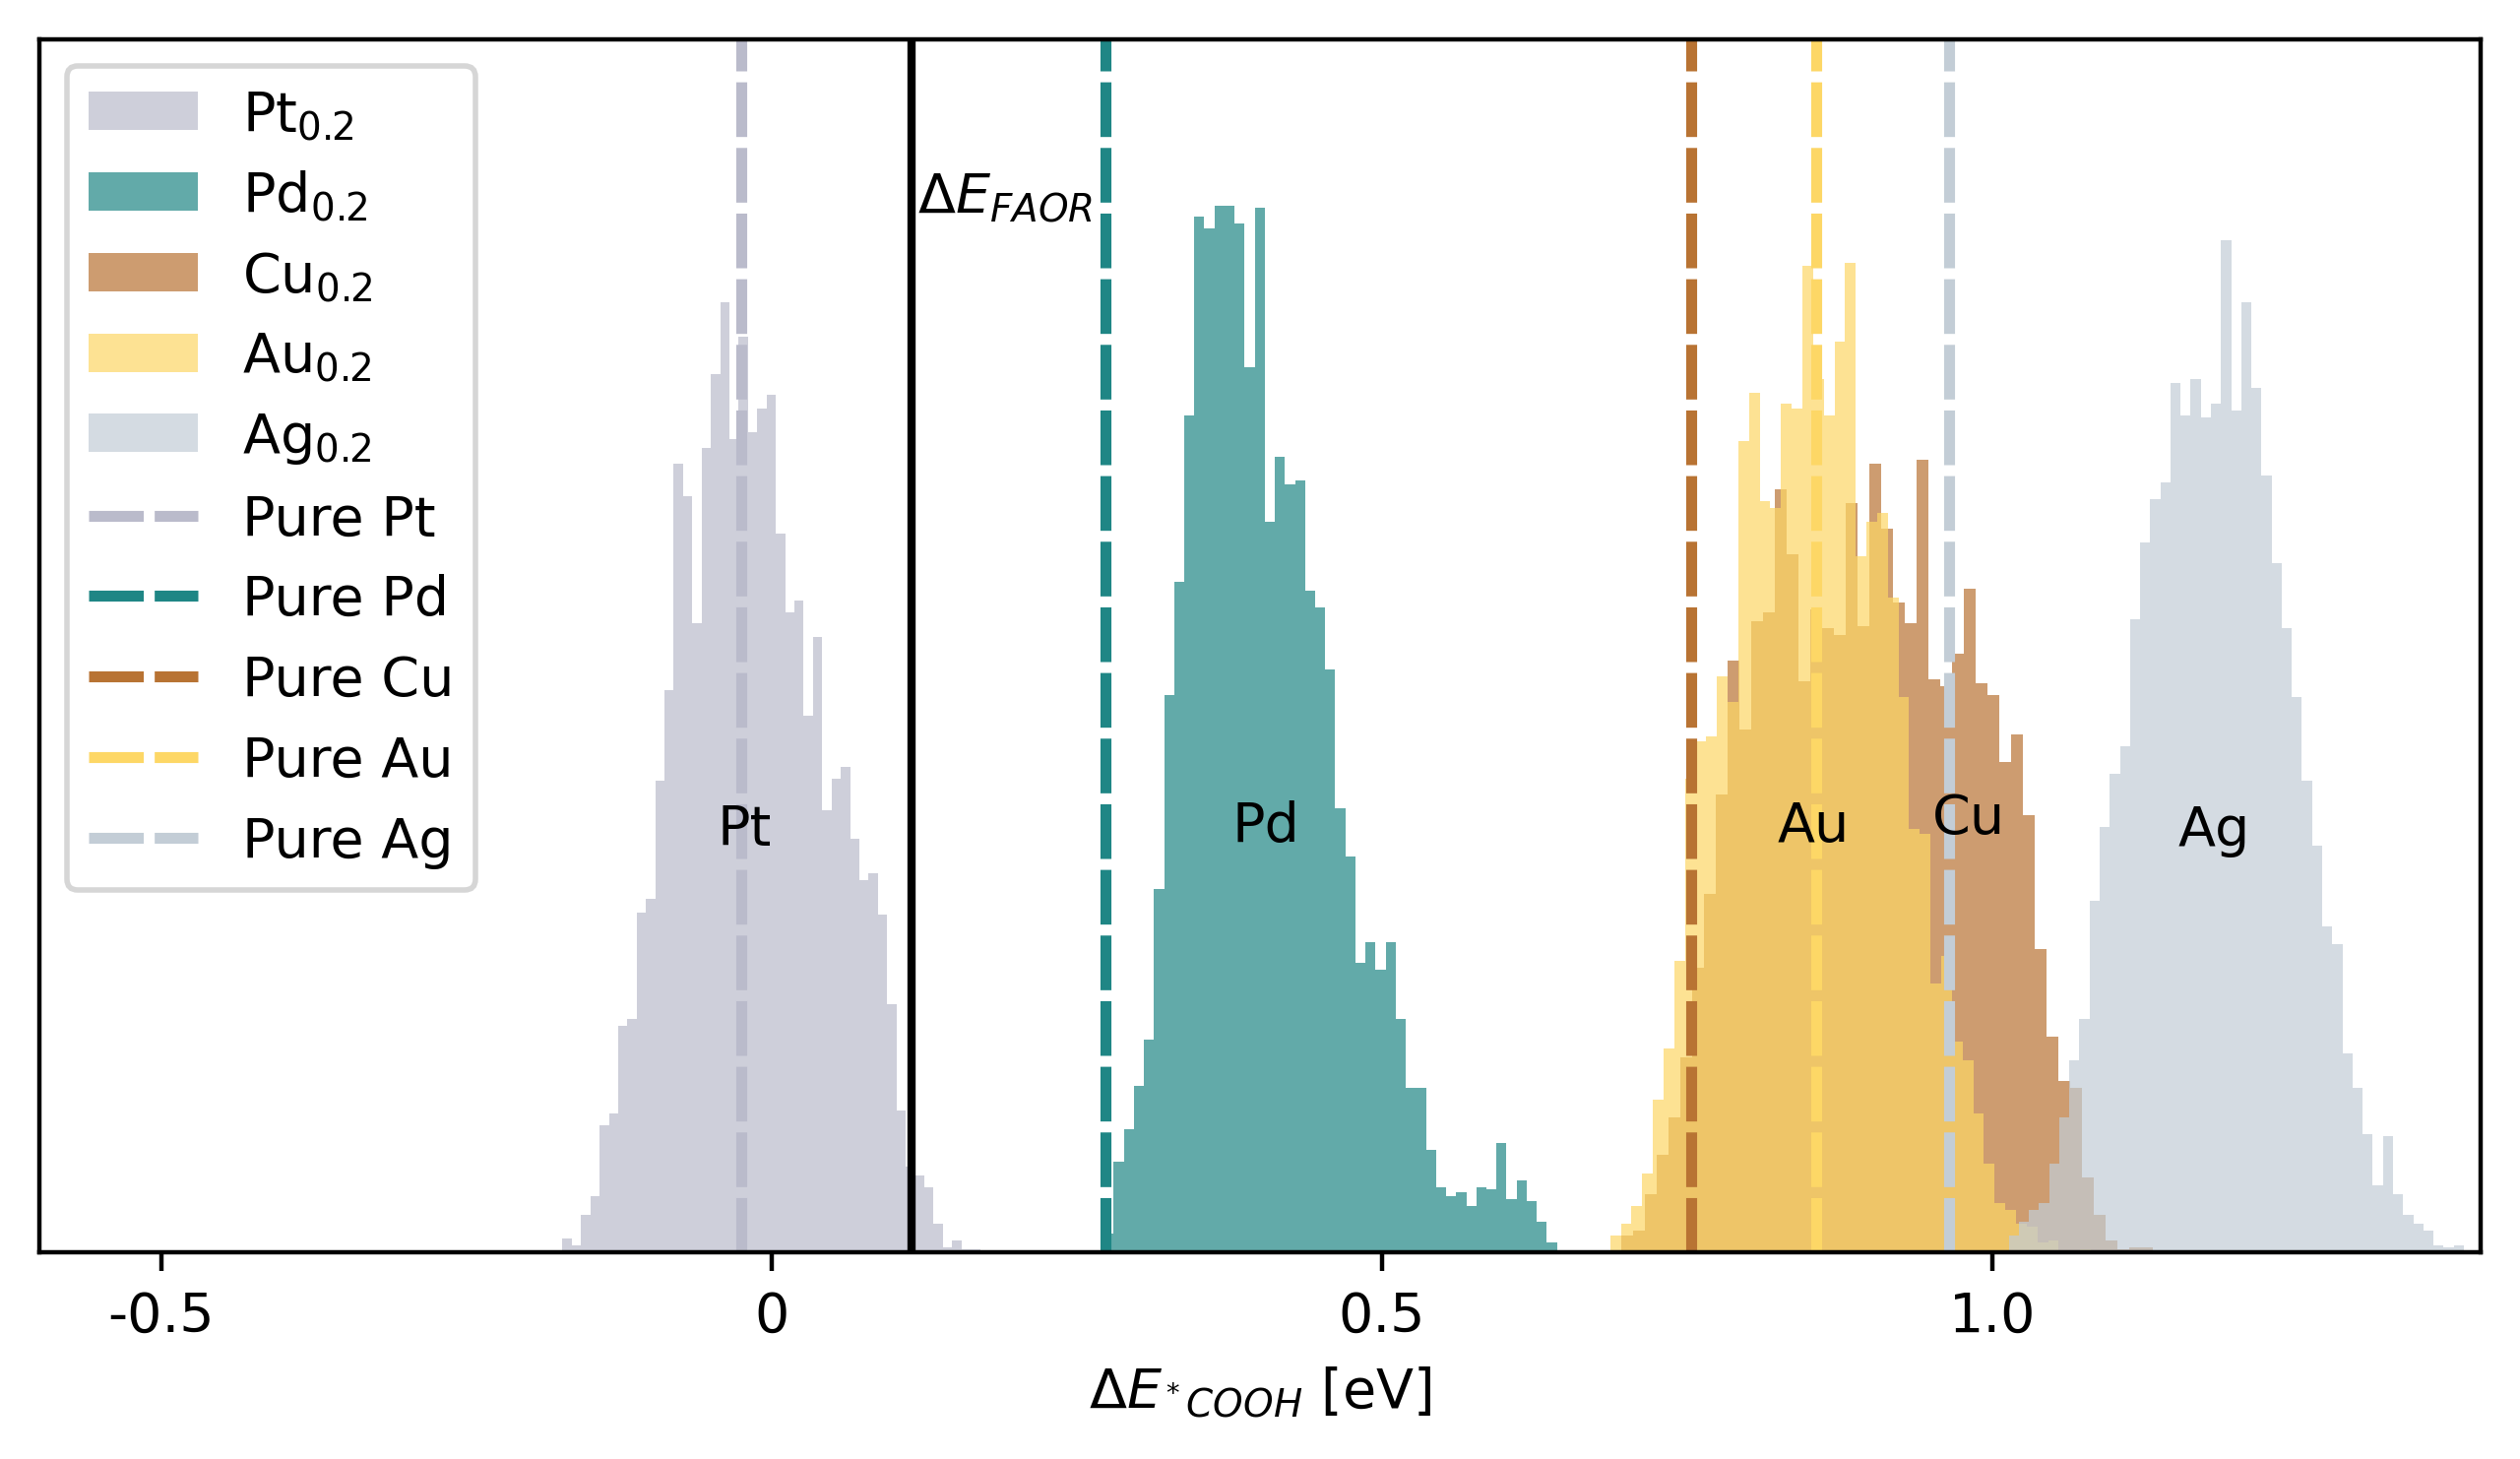 Pt0.2
Pd0.2
Cu0.2
Au0.2
Ag0.2
Pure Pt
Pure Pd
Pure Cu
Pure Au
Pure Ag
ΔE_FAOR
Pt
Pd
Au
Cu
Ag
-0.5 0 0.5 1.0
ΔE*COOH [eV]